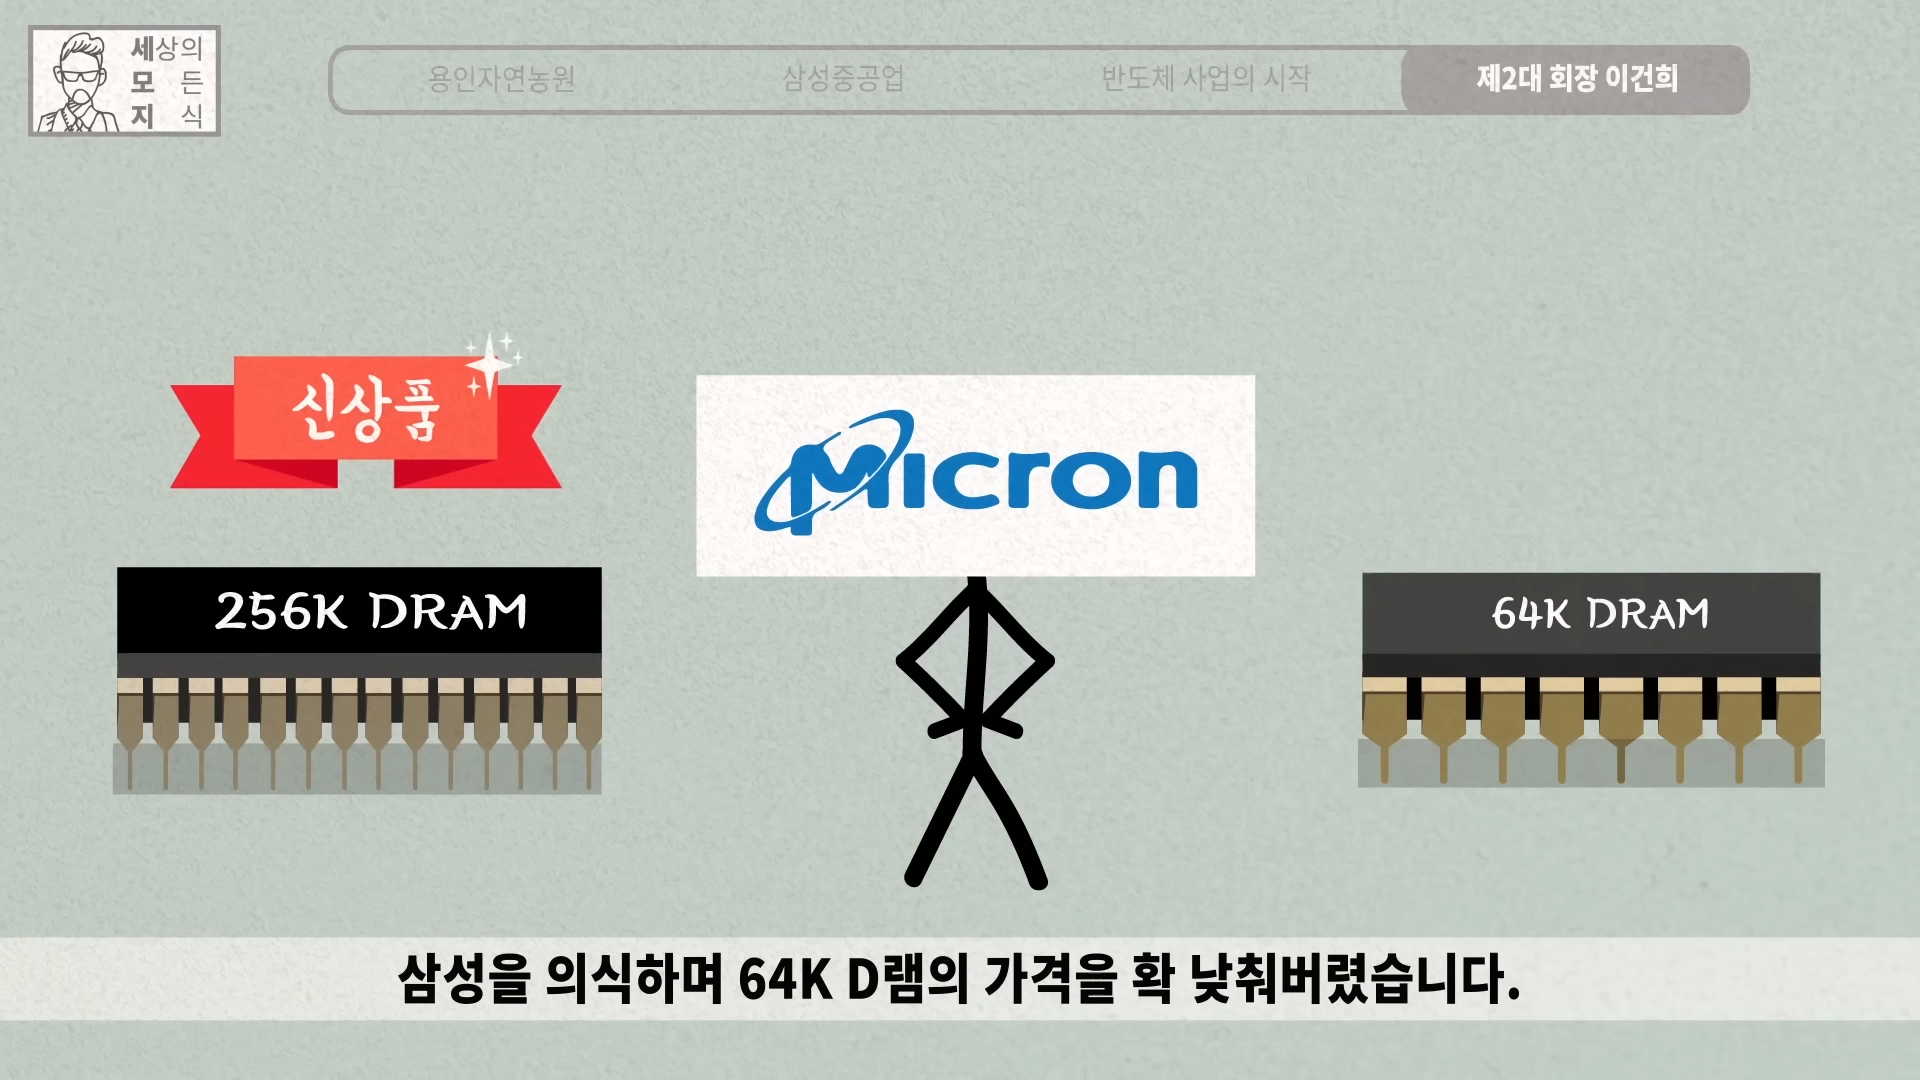 세상의
모든
지식
용인자연농원
삼성중공업
반도체 사업의 시작
제2대 회장 이건희
신상품
Micron
256K DRAM
64K DRAM
삼성을 의식하며 64K D램의 가격을 확 낮춰버렸습니다.